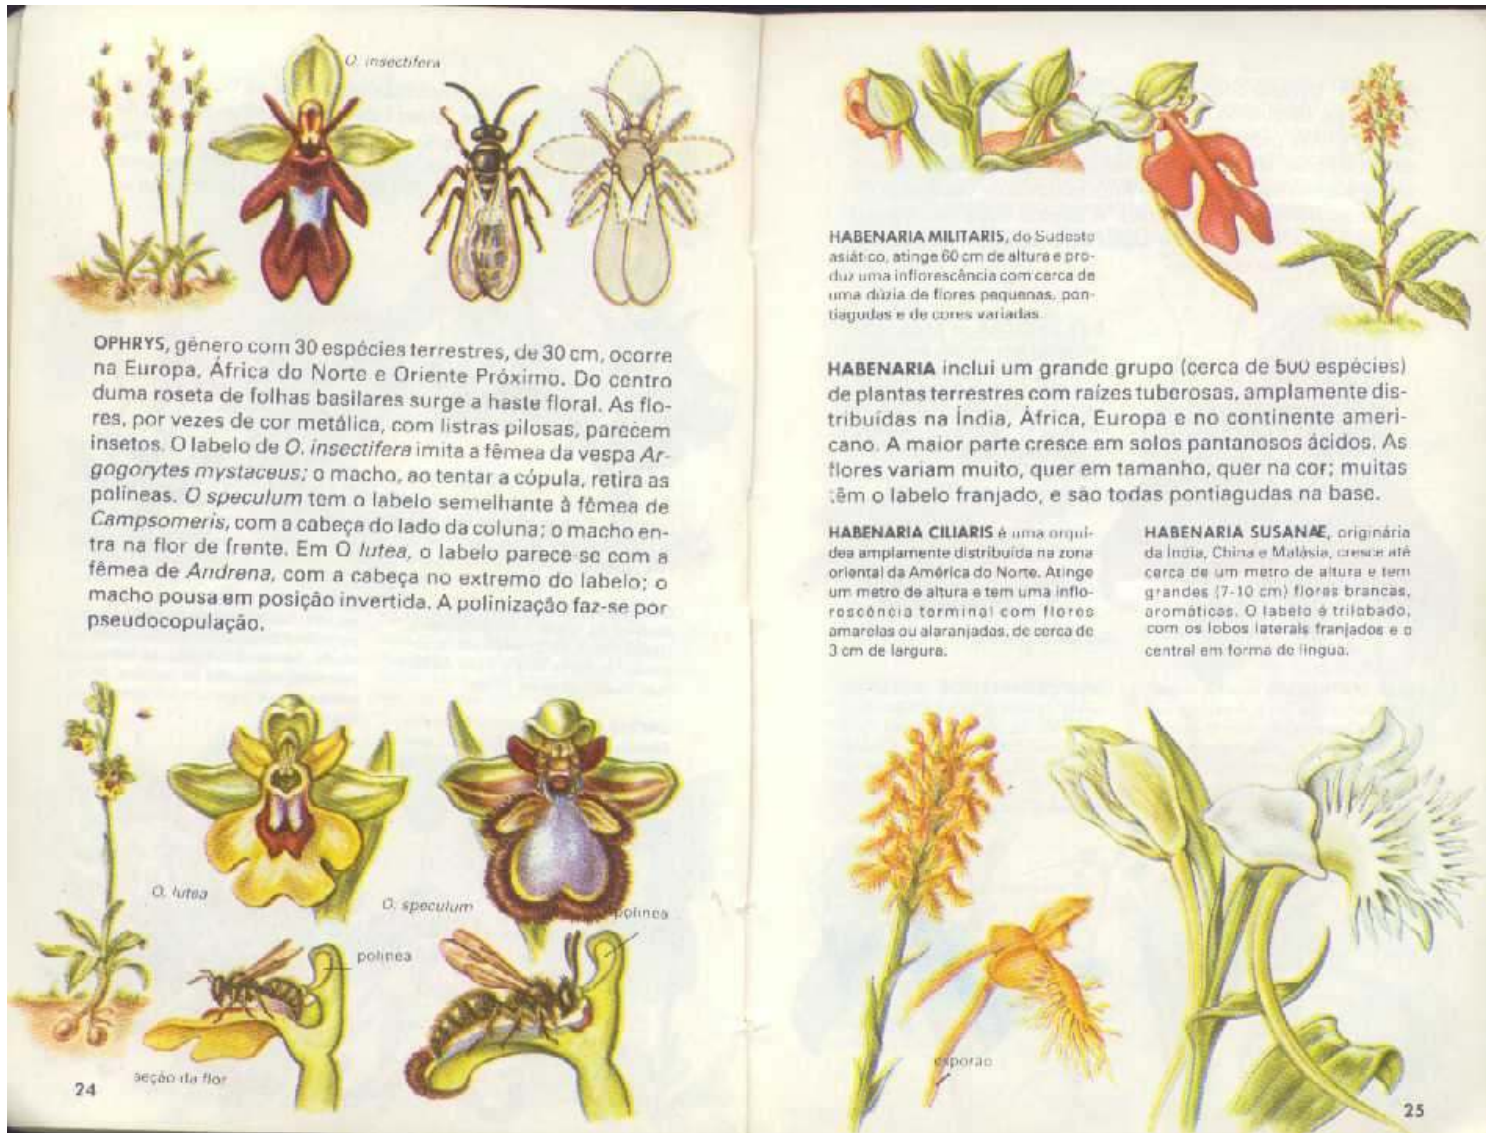 O. insectifera
OPHRYS, gênero com 30 espécies terrestres, de 30 cm, ocorre
na Europa, África do Norte e Oriente Próximo. Do centro
duma roseta de folhas basilares surge a haste floral. As flo-
res, por vezes de cor metálica, com listras pilosas, parecem
insetos. O labelo de O. insectifera imita a fêmea da vespa Ar-
gogorytes mystaceus; o macho, ao tentar a cópula, retira as
políneas. O speculum tem o labelo semelhante à fêmea de
Campsomeris, com a cabeça do lado da coluna; o macho en-
tra na flor de frente. Em O lutea, o labelo parece-se com a
fêmea de Andrena, com a cabeça no extremo do labelo; o
macho pousa em posição invertida. A polinização faz-se por
pseudocopulação.
O. lutea
O. speculum
polínea
polínea
seção da flor
24
HABENARIA MILITARIS, do Sudeste
asiático, atinge 60 cm de altura e pro-
duz uma inflorescência com cerca de
uma dúzia de flores pequenas, pon-
tiagudas e de cores variadas.
HABENARIA inclui um grande grupo (cerca de 500 espécies)
de plantas terrestres com raízes tuberosas, amplamente dis-
tribuídas na Índia, África, Europa e no continente ameri-
cano. A maior parte cresce em solos pantanosos ácidos. As
flores variam muito, quer em tamanho, quer na cor; muitas
têm o labelo franjado, e são todas pontiagudas na base.
HABENARIA CILIARIS é uma orquí-
dea amplamente distribuída na zona
oriental da América do Norte. Atinge
um metro de altura e tem uma inflo-
rescência terminal com flores
amarelas ou alaranjadas, de cerca de
3 cm de largura.
HABENARIA SUSANÆ, originária
da Índia, China e Malásia, cresce até
cerca de um metro de altura e tem
grandes (7-10 cm) flores brancas,
aromáticas. O labelo é trilobado,
com os lobos laterais franjados e o
central em forma de língua.
esporão
25